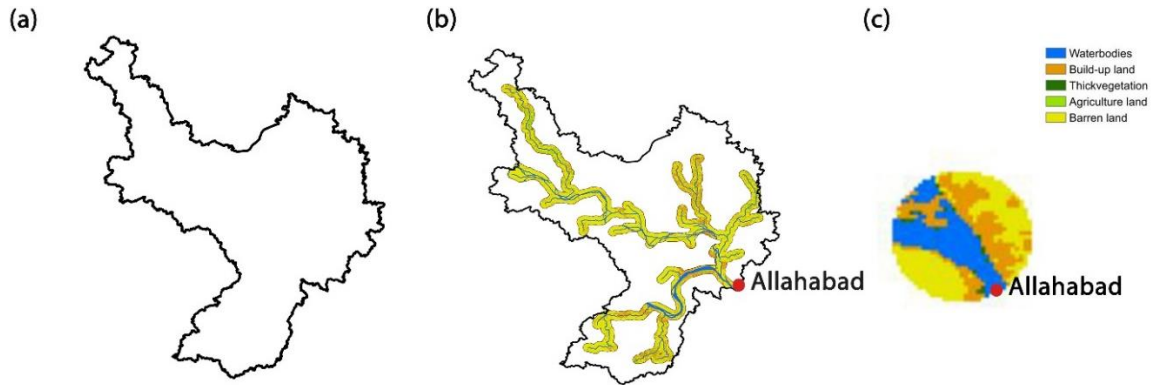 (a)
(b)
(c)
Waterbodies
Build-up land
Thickvegetation
Agriculture land
Barren land
Allahabad
Allahabad